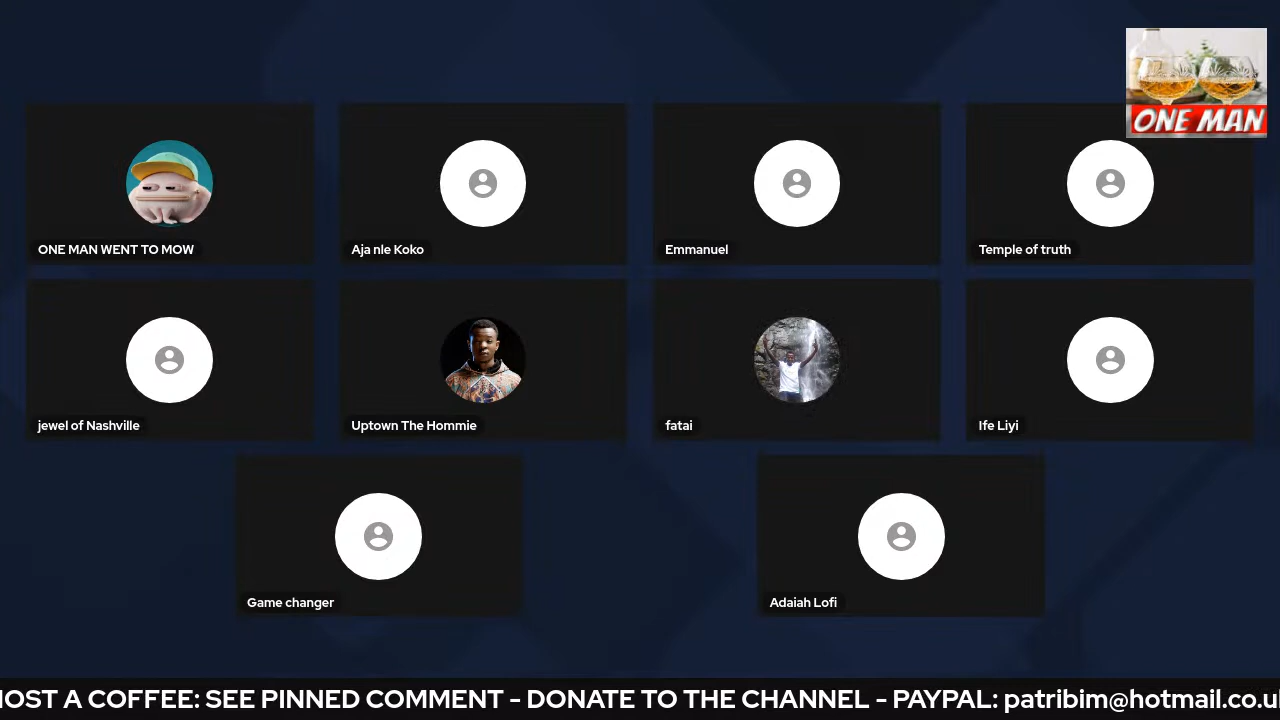 ONE MAN
ONE MAN WENT TO MOW
Aja nle Koko
Emmanuel
Temple of truth
jewel of Nashville
Uptown The Hommie
fatai
Ife Liyi
Game changer
Adaiah Lofi
A COFFEE: SEE PINNED COMMENT - DONATE TO THE CHANNEL - PAYPAL: patribim@hotmail.co.u